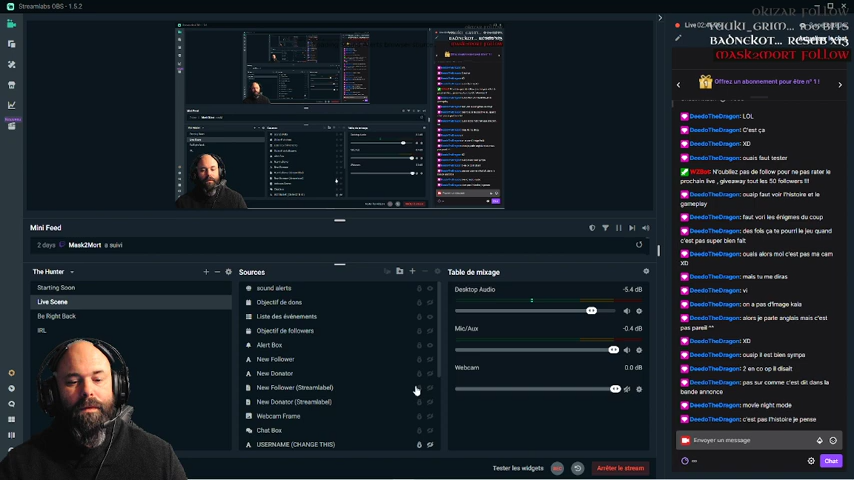 Streamlabs OBS - 1.5.2
OKIZAR FOLLOW
MASK2MORT FOLLOW
Offrez un abonnement pour être n° 1 !
DeedoTheDragon: LOL
DeedoTheDragon: C'est ça
DeedoTheDragon: XD
DeedoTheDragon: ouais faut tester
WZBot: N'oubliez pas de follow pour ne pas rater le
prochain live , giveaway tout les 50 followers !!!
DeedoTheDragon: ouaip faut voir l'histoire et le
gameplay
DeedoTheDragon: faut vori les énigmes du coup
DeedoTheDragon: des fois ça te pourri le jeu quand
c'est pas super bien fait
DeedoTheDragon: ouais alors moi c'est pas ma cam
XD
DeedoTheDragon: mais tu me diras
DeedoTheDragon: vi
DeedoTheDragon: on a pas d'image kaia
DeedoTheDragon: alors je parle anglais mais c'est
pas pareil ^^
DeedoTheDragon: XD
DeedoTheDragon: ouaip il est bien sympa
DeedoTheDragon: 2 en co op il disait
DeedoTheDragon: pas sur comme c'est dit dans la
bande annonce
DeedoTheDragon: movie night mode
DeedoTheDragon: c'est pas l'histoire je pense
Envoyer un message
Chat
Mini Feed
2 days Mask2Mort a suivi
The Hunter
Starting Soon
Live Scene
Be Right Back
IRL
Sources
sound alerts
Objectif de dons
Liste des événements
Objectif de followers
Alert Box
New Follower
New Donator
New Follower (Streamlabel)
New Donator (Streamlabel)
Webcam Frame
Chat Box
USERNAME (CHANGE THIS)
Table de mixage
Desktop Audio -5.4 dB
Mic/Aux -0.4 dB
Webcam 0.0 dB
Tester les widgets
REC
Arrêter le stream